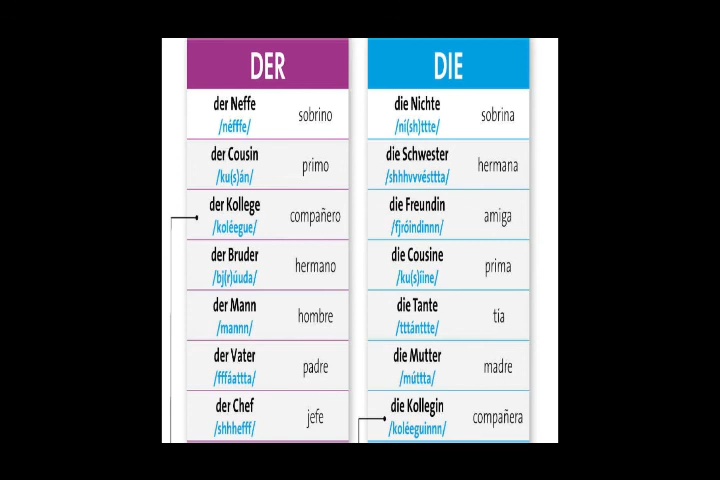 DER
der Neffe
/néfffe/
sobrino
der Cousin
/ku(s)án/
primo
der Kollege
/koléegue/
compañero
der Bruder
/bj(r)úuda/
hermano
der Mann
/mannn/
hombre
der Vater
/fffáattta/
padre
der Chef
/shhhefff/
jefe
DIE
die Nichte
/ní(sh)ttte/
sobrina
die Schwester
/shhhvvvésttta/
hermana
die Freundin
/fjróindinnn/
amiga
die Cousine
/ku(s)íine/
prima
die Tante
/tttánttte/
tía
die Mutter
/múttta/
madre
die Kollegin
/koléeguinnn/
compañera